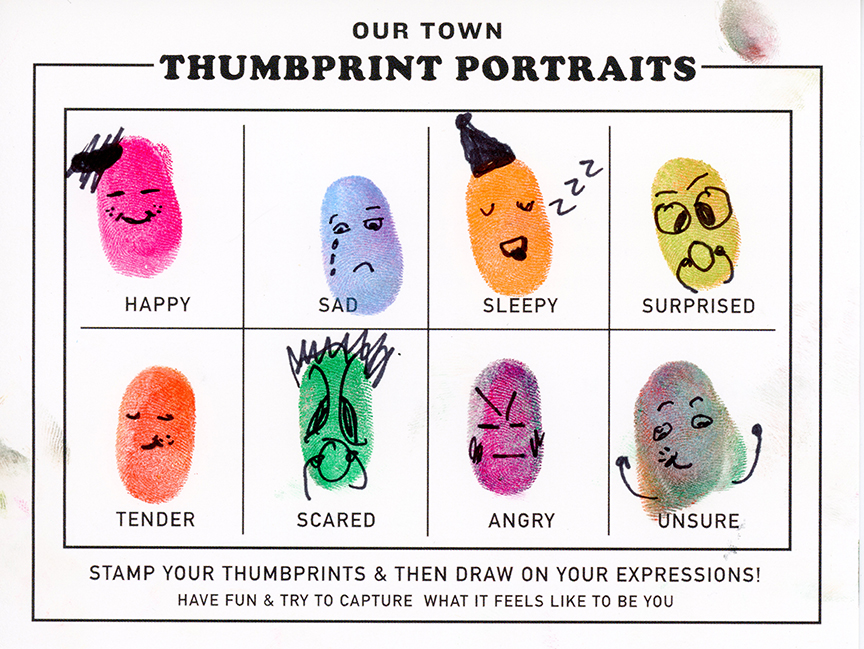 OUR TOWN
THUMBPRINT PORTRAITS
HAPPY
SAD
Z Z Z
SLEEPY
SURPRISED
TENDER
SCARED
ANGRY
UNSURE
STAMP YOUR THUMBPRINTS & THEN DRAW ON YOUR EXPRESSIONS!
HAVE FUN & TRY TO CAPTURE WHAT IT FEELS LIKE TO BE YOU